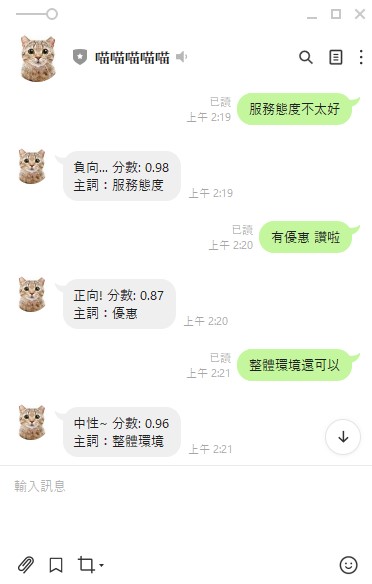 喵喵喵喵喵
已讀
上午 2:19
服務態度不太好
負向... 分數: 0.98
主詞：服務態度
上午 2:19
已讀
上午 2:20
有優惠 讚啦
正向! 分數: 0.87
主詞：優惠
上午 2:20
已讀
上午 2:21
整體環境還可以
中性~ 分數: 0.96
主詞：整體環境
上午 2:21
輸入訊息